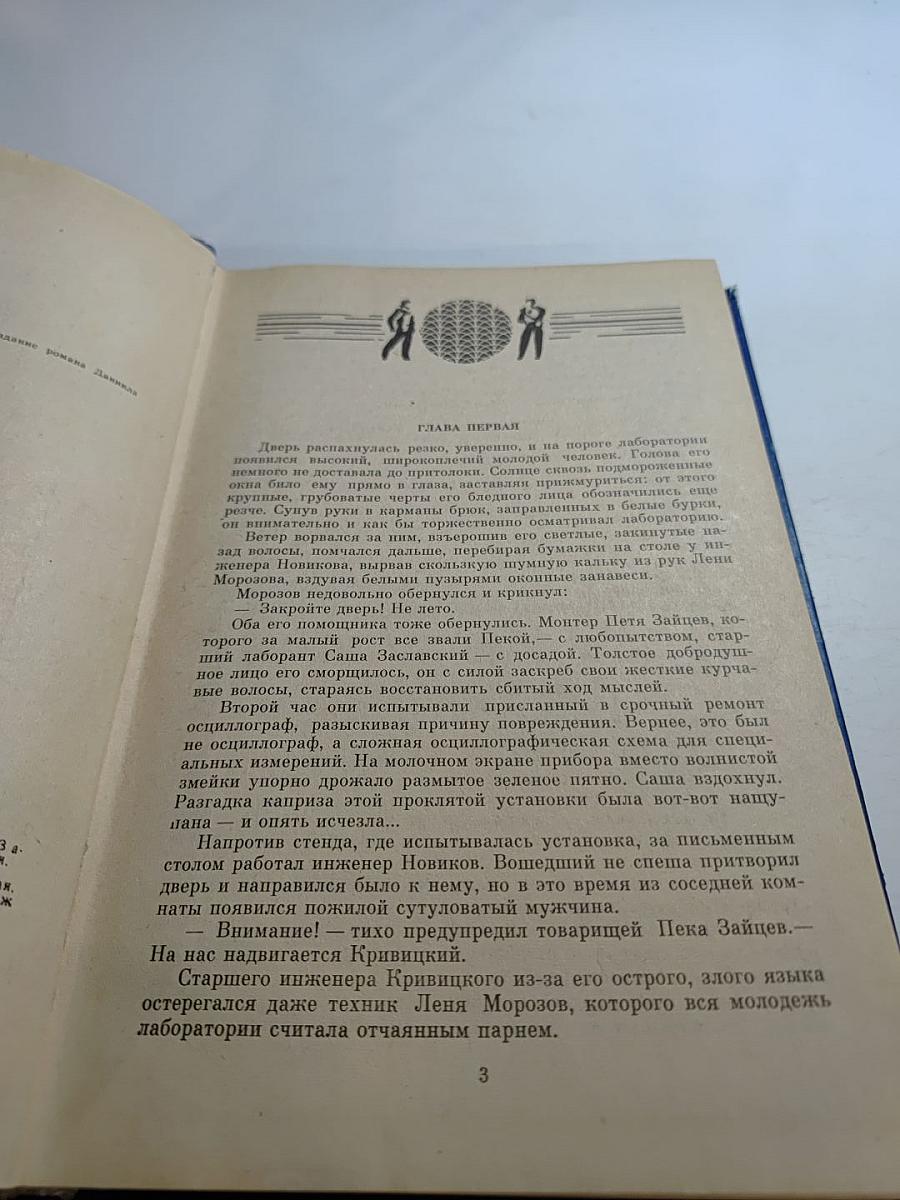 здание романа Даниила
ГЛАВА ПЕРВАЯ
Дверь распахнулась резко, уверенно, и на пороге лаборатории
появился высокий, широкоплечий молодой человек. Голова его
немного не доставала до притолоки. Солнце сквозь подмороженные
окна било ему прямо в глаза, заставляя прижмуриться: от этого
крупные, грубоватые черты его бледного лица обозначились еще
резче. Сунув руки в карманы брюк, заправленных в белые бурки,
он внимательно и как бы торжественно осматривал лабораторию.
Ветер ворвался за ним, взъерошив его светлые, закинутые на-
зад волосы, помчался дальше, перебирая бумажки на столе у ин-
женера Новикова, вырвав скользкую шумную кальку из рук Лени
Морозова, вздувая белыми пузырями оконные занавеси.
Морозов недовольно обернулся и крикнул:
— Закройте дверь! Не лето.
Оба его помощника тоже обернулись. Монтер Петя Зайцев, ко-
торого за малый рост все звали Пекой,— с любопытством, стар-
ший лаборант Саша Заславский — с досадой. Толстое добродуш-
ное лицо его сморщилось, он с силой заскреб свои жесткие курча-
вые волосы, стараясь восстановить сбитый ход мыслей.
Второй час они испытывали присланный в срочный ремонт
осциллограф, разыскивая причину повреждения. Вернее, это был
не осциллограф, а сложная осциллографическая схема для специ-
альных измерений. На молочном экране прибора вместо волнистой
змейки упорно дрожало размытое зеленое пятно. Саша вздохнул.
Разгадка каприза этой проклятой установки была вот-вот нащу-
пана — и опять исчезла...
Напротив стенда, где испытывалась установка, за письменным
столом работал инженер Новиков. Вошедший не спеша притворил
дверь и направился было к нему, но в это время из соседней ком-
наты появился пожилой сутуловатый мужчина.
— Внимание! — тихо предупредил товарищей Пека Зайцев.—
На нас надвигается Кривицкий.
Старшего инженера Кривицкого из-за его острого, злого языка
остерегался даже техник Леня Морозов, которого вся молодежь
лаборатории считала отчаянным парнем.
3